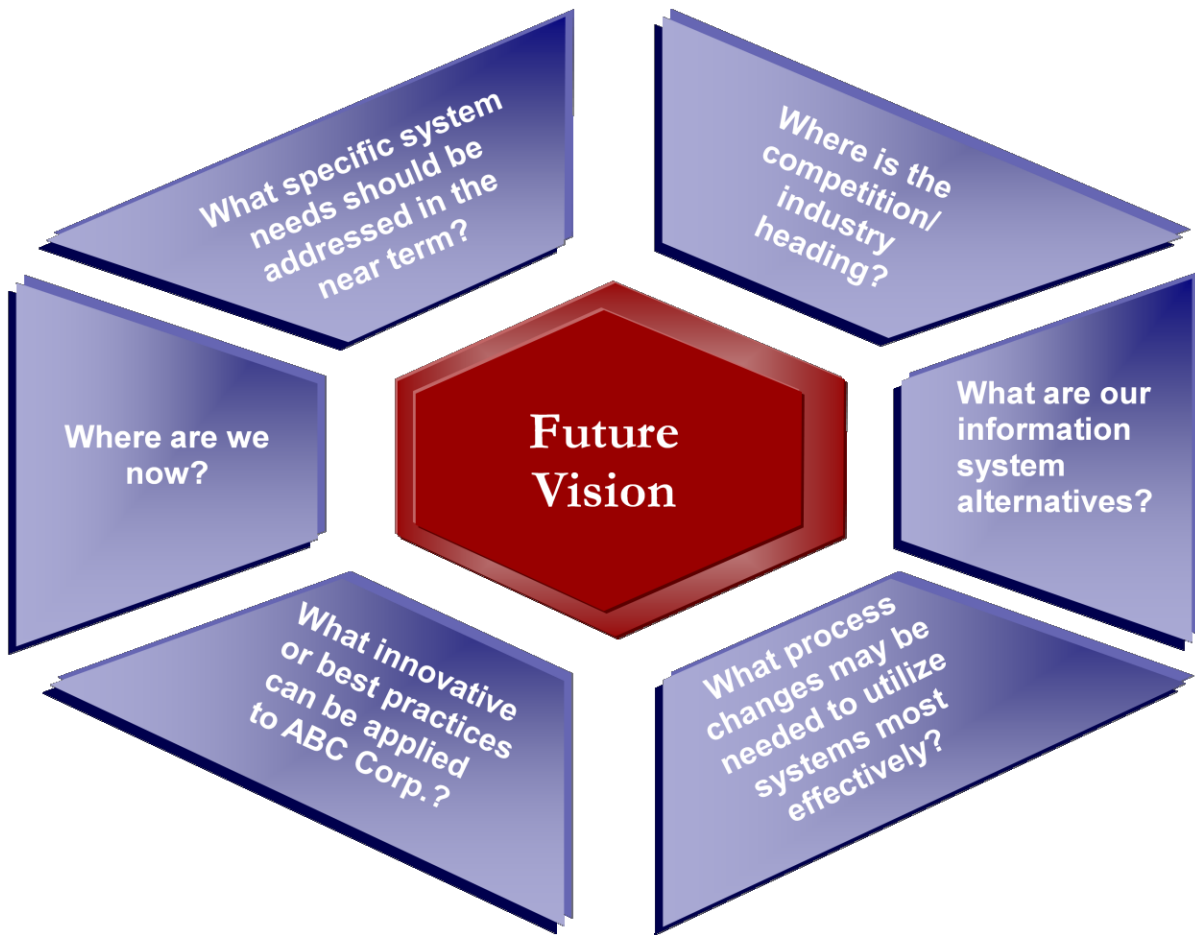 What specific system
needs should be
addressed in the
near term?
Where is the
competition/
industry
heading?
Where are we
now?
Future
Vision
What are our
information
system
alternatives?
What innovative
or best practices
can be applied
to ABC Corp.?
What process
changes may be
needed to utilize
systems most
effectively?